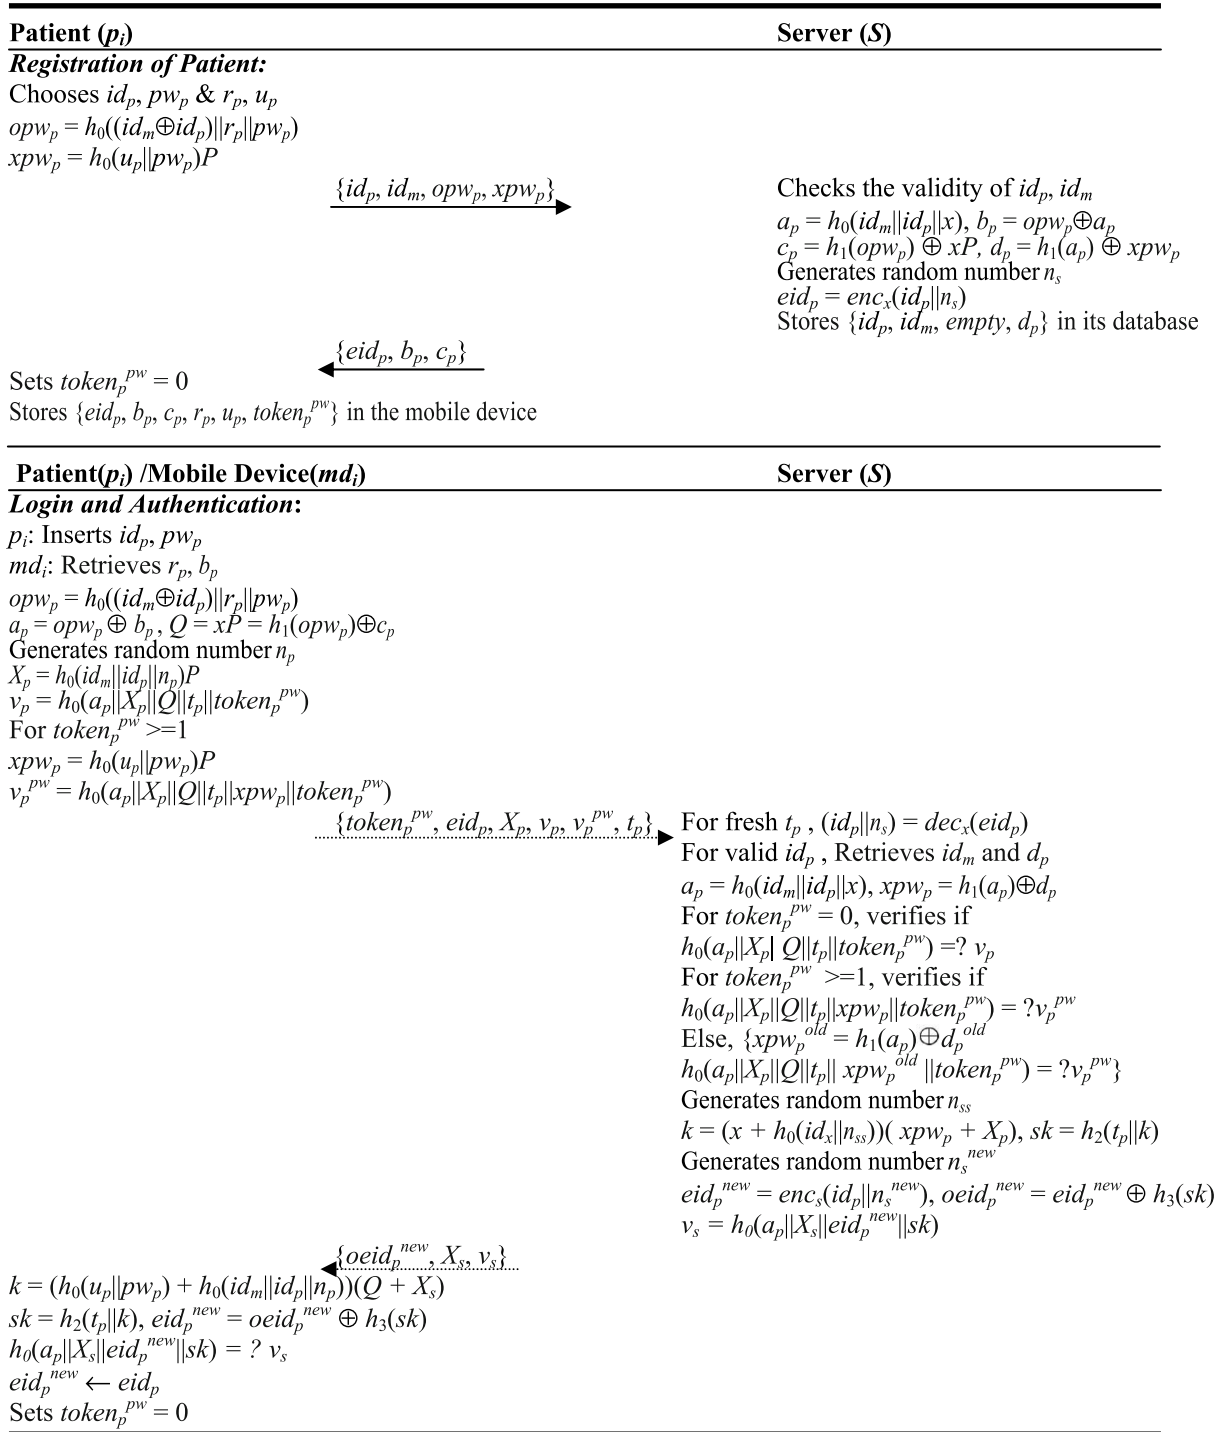 Patient (pᵢ) Server (S)
Registration of Patient:
Chooses idₚ, pwₚ & rₚ, uₚ
opwₚ = h₀((idₘ⊕idₚ)||rₚ||pwₚ)
xpwₚ = h₀(uₚ||pwₚ)P
{idₚ, idₘ, opwₚ, xpwₚ}
Checks the validity of idₚ, idₘ
aₚ = h₀(idₘ||idₚ||x), bₚ = opwₚ⊕aₚ
cₚ = h₁(opwₚ) ⊕ xP, dₚ = h₁(aₚ) ⊕ xpwₚ
Generates random number nₛ
eidₚ = encₓ(idₚ||nₛ)
Stores {idₚ, idₘ, empty, dₚ} in its database
{eidₚ, bₚ, cₚ}
Sets tokenₚᵖʷ = 0
Stores {eidₚ, bₚ, cₚ, rₚ, uₚ, tokenₚᵖʷ} in the mobile device
Patient(pᵢ) /Mobile Device(mdᵢ) Server (S)
Login and Authentication:
pᵢ: Inserts idₚ, pwₚ
mdᵢ: Retrieves rₚ, bₚ
opwₚ = h₀((idₘ⊕idₚ)||rₚ||pwₚ)
aₚ = opwₚ ⊕ bₚ , Q = xP = h₁(opwₚ)⊕cₚ
Generates random number nₚ
Xₚ = h₀(idₘ||idₚ||nₚ)P
vₚ = h₀(aₚ||Xₚ||Q||tₚ||tokenₚᵖʷ)
For tokenₚᵖʷ >=1
xpwₚ = h₀(uₚ||pwₚ)P
vₚᵖʷ = h₀(aₚ||Xₚ||Q||tₚ||xpwₚ||tokenₚᵖʷ)
{tokenₚᵖʷ, eidₚ, Xₚ, vₚ, vₚᵖʷ, tₚ}
For fresh tₚ , (idₚ||nₛ) = decₓ(eidₚ)
For valid idₚ , Retrieves idₘ and dₚ
aₚ = h₀(idₘ||idₚ||x), xpwₚ = h₁(aₚ)⊕dₚ
For tokenₚᵖʷ = 0, verifies if
h₀(aₚ||Xₚ| Q||tₚ||tokenₚᵖʷ) =? vₚ
For tokenₚᵖʷ >=1, verifies if
h₀(aₚ||Xₚ||Q||tₚ||xpwₚ||tokenₚᵖʷ) = ?vₚᵖʷ
Else, {xpwₚᵒˡᵈ = h₁(aₚ)⊕dₚᵒˡᵈ
h₀(aₚ||Xₚ||Q||tₚ|| xpwₚᵒˡᵈ ||tokenₚᵖʷ) = ?vₚᵖʷ}
Generates random number nₛₛ
k = (x + h₀(idₓ||nₛₛ))( xpwₚ + Xₚ), sk = h₂(tₚ||k)
Generates random number nₛⁿᵉʷ
eidₚⁿᵉʷ = encₛ(idₚ||nₛⁿᵉʷ), oeidₚⁿᵉʷ = eidₚⁿᵉʷ ⊕ h₃(sk)
vₛ = h₀(aₚ||Xₛ||eidₚⁿᵉʷ||sk)
{oeidₚⁿᵉʷ, Xₛ, vₛ}
k = (h₀(uₚ||pwₚ) + h₀(idₘ||idₚ||nₚ))(Q + Xₛ)
sk = h₂(tₚ||k), eidₚⁿᵉʷ = oeidₚⁿᵉʷ ⊕ h₃(sk)
h₀(aₚ||Xₛ||eidₚⁿᵉʷ||sk) = ? vₛ
eidₚⁿᵉʷ ← eidₚ
Sets tokenₚᵖʷ = 0